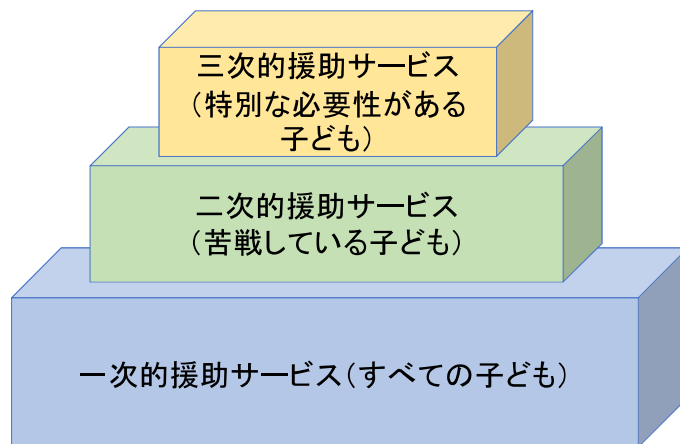 三次的援助サービス
（特別な必要性がある
子ども）
二次的援助サービス
（苦戦している子ども）
一次的援助サービス（すべての子ども）